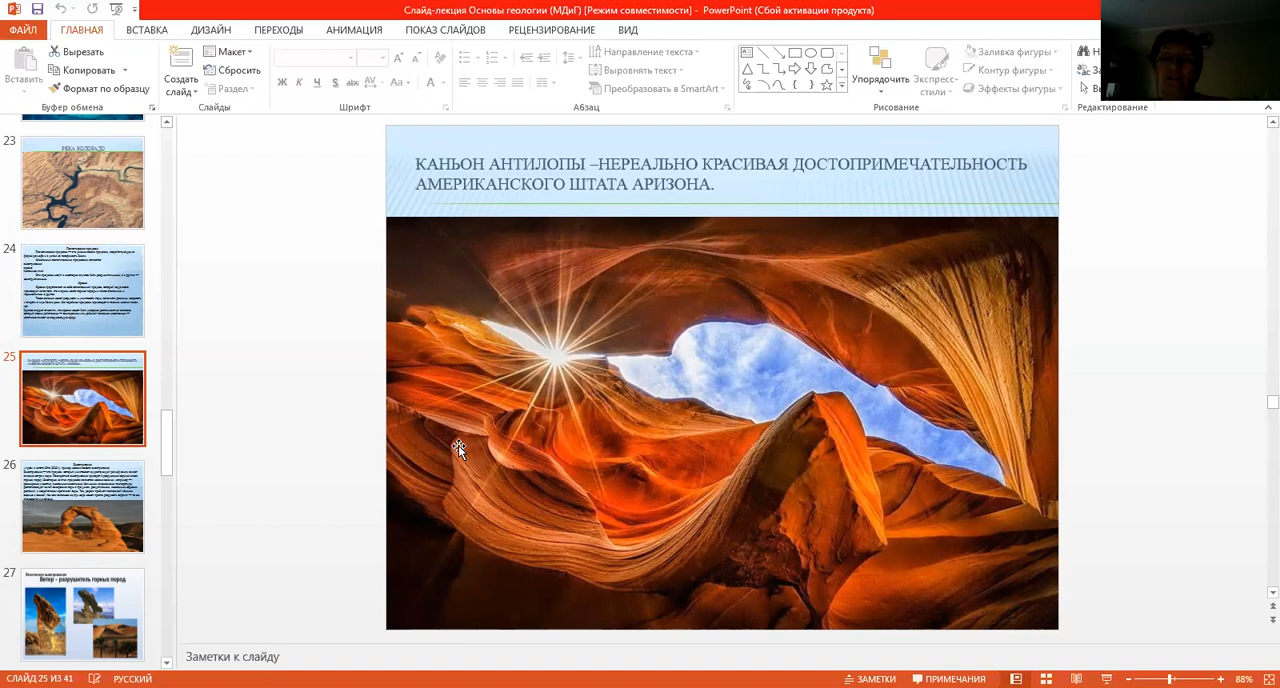 Слайд-лекция Основы геологии (МДиГ) [Режим совместимости] - PowerPoint (Сбой активации продукта)
ФАЙЛ ГЛАВНАЯ ВСТАВКА ДИЗАЙН ПЕРЕХОДЫ АНИМАЦИЯ ПОКАЗ СЛАЙДОВ РЕЦЕНЗИРОВАНИЕ ВИД
Вставить
Вырезать
Копировать
Формат по образцу
Буфер обмена
Создать
слайд
Макет
Сбросить
Раздел
Слайды
Ж К Ч S abc AV Aa A
Шрифт
Направление текста
Выровнять текст
Преобразовать в SmartArt
Абзац
Упорядочить
Экспресс-
стили
Заливка фигуры
Контур фигуры
Эффекты фигуры
Рисование
Редактирование
23
РЕКА КОЛОРАДО
24
25
26
27
Ветер - разрушитель горных пород
КАНЬОН АНТИЛОПЫ –НЕРЕАЛЬНО КРАСИВАЯ ДОСТОПРИМЕЧАТЕЛЬНОСТЬ
АМЕРИКАНСКОГО ШТАТА АРИЗОНА.
Заметки к слайду
СЛАЙД 25 ИЗ 41 РУССКИЙ ЗАМЕТКИ ПРИМЕЧАНИЯ 88%